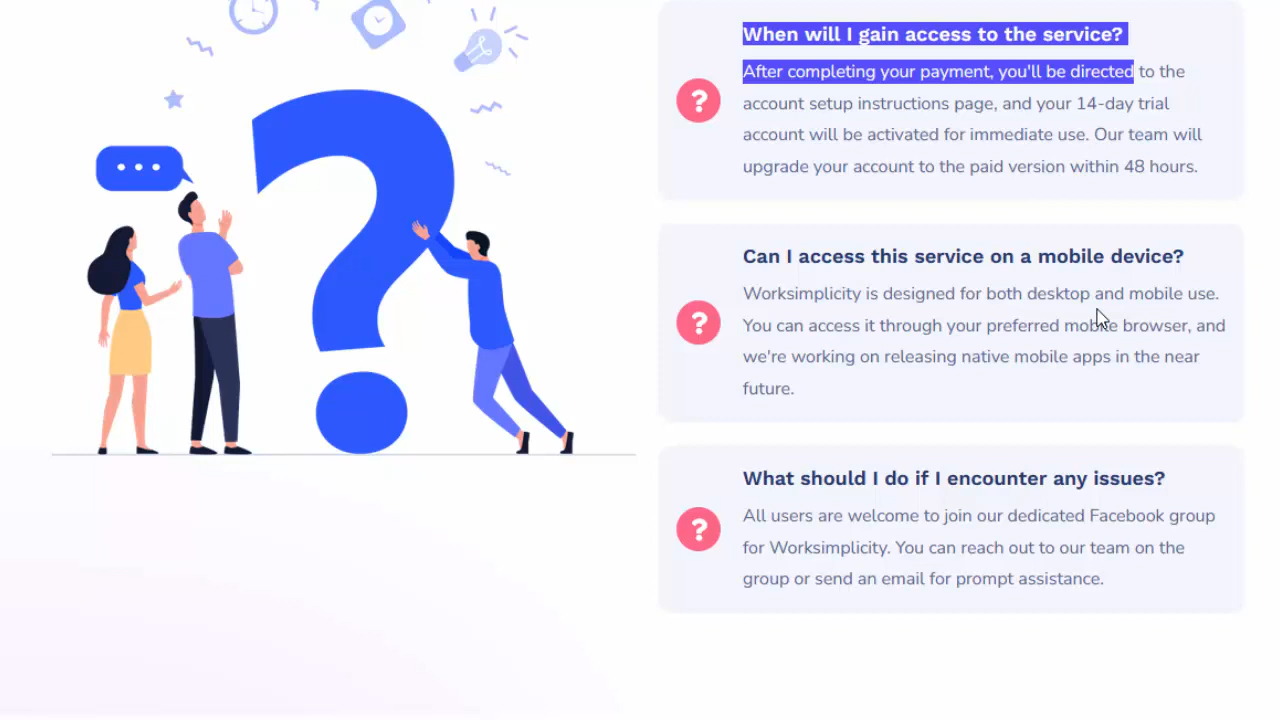 When will I gain access to the service?
After completing your payment, you'll be directed to the
account setup instructions page, and your 14-day trial
account will be activated for immediate use. Our team will
upgrade your account to the paid version within 48 hours.
Can I access this service on a mobile device?
Worksimplicity is designed for both desktop and mobile use.
You can access it through your preferred mobile browser, and
we're working on releasing native mobile apps in the near
future.
What should I do if I encounter any issues?
All users are welcome to join our dedicated Facebook group
for Worksimplicity. You can reach out to our team on the
group or send an email for prompt assistance.